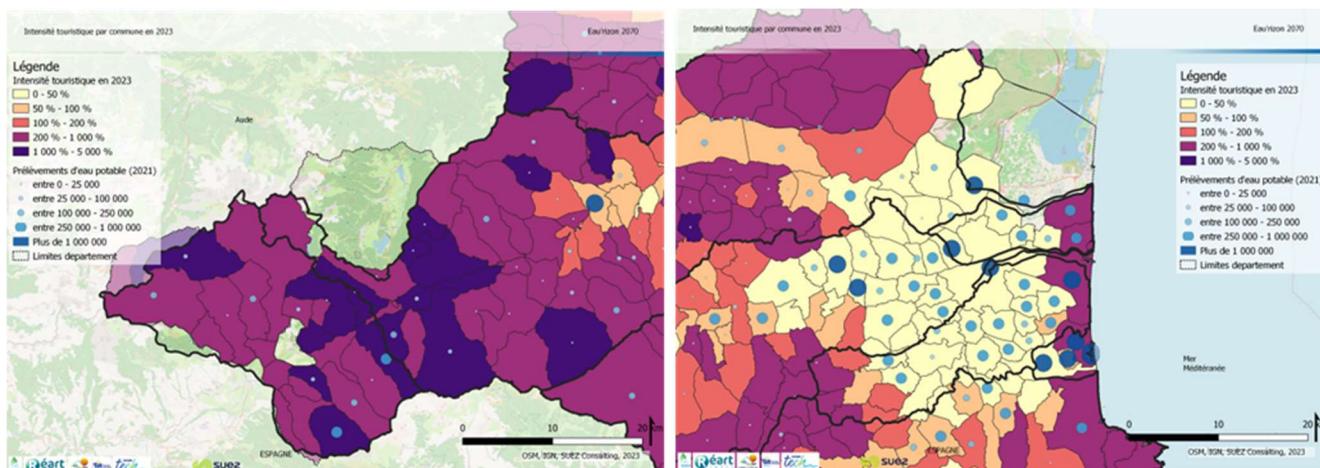 Intensité touristique par commune en 2023
Eau'rizon 2070
Légende
Intensité touristique en 2023
0 - 50 %
50 % - 100 %
100 % - 200 %
200 % - 1 000 %
1 000 % - 5 000 %
Prélèvements d'eau potable (2021)
entre 0 - 25 000
entre 25 000 - 100 000
entre 100 000 - 250 000
entre 250 000 - 1 000 000
Plus de 1 000 000
Limites departement
Aude
ESPAGNE
0 10 20 km
OSM, IGN, SUEZ Consulting, 2023
Réart
tech
suez
Intensité touristique par commune en 2023
Eau'rizon 2070
Légende
Intensité touristique en 2023
0 - 50 %
50 % - 100 %
100 % - 200 %
200 % - 1 000 %
1 000 % - 5 000 %
Prélèvements d'eau potable (2021)
entre 0 - 25 000
entre 25 000 - 100 000
entre 100 000 - 250 000
entre 250 000 - 1 000 000
Plus de 1 000 000
Limites departement
Mer
Méditéranée
ESPAGNE
0 10 20
OSM, IGN, SUEZ Consulting, 2023
Réart
tech
suez